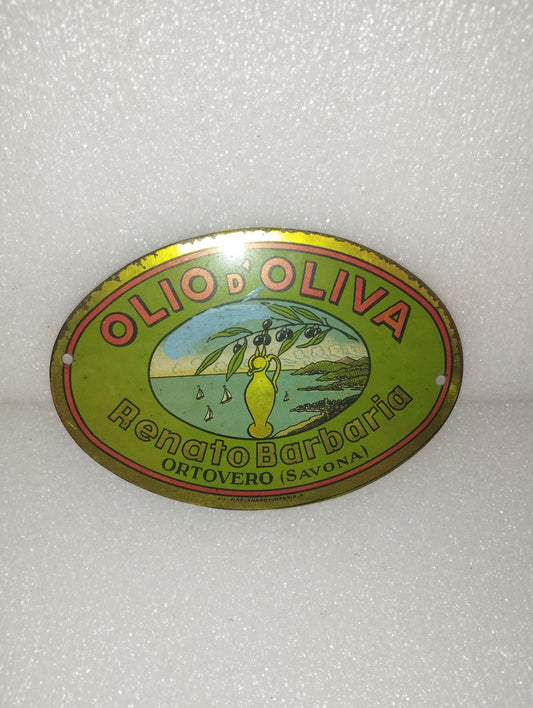 OLIO D'OLIVA
Renato Barbaria
ORTOVERO (SAVONA)